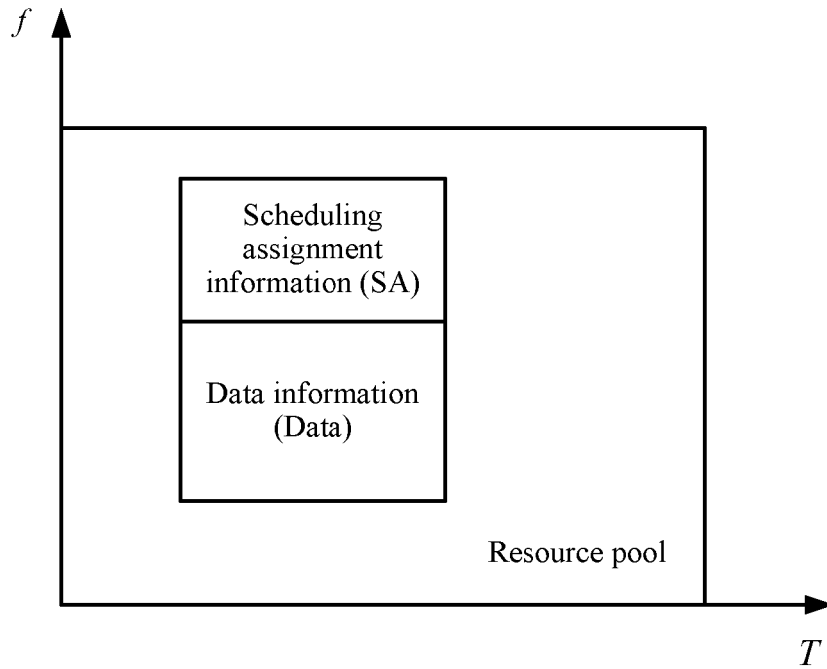 f
Scheduling
assignment
information (SA)
Data information
(Data)
Resource pool
T